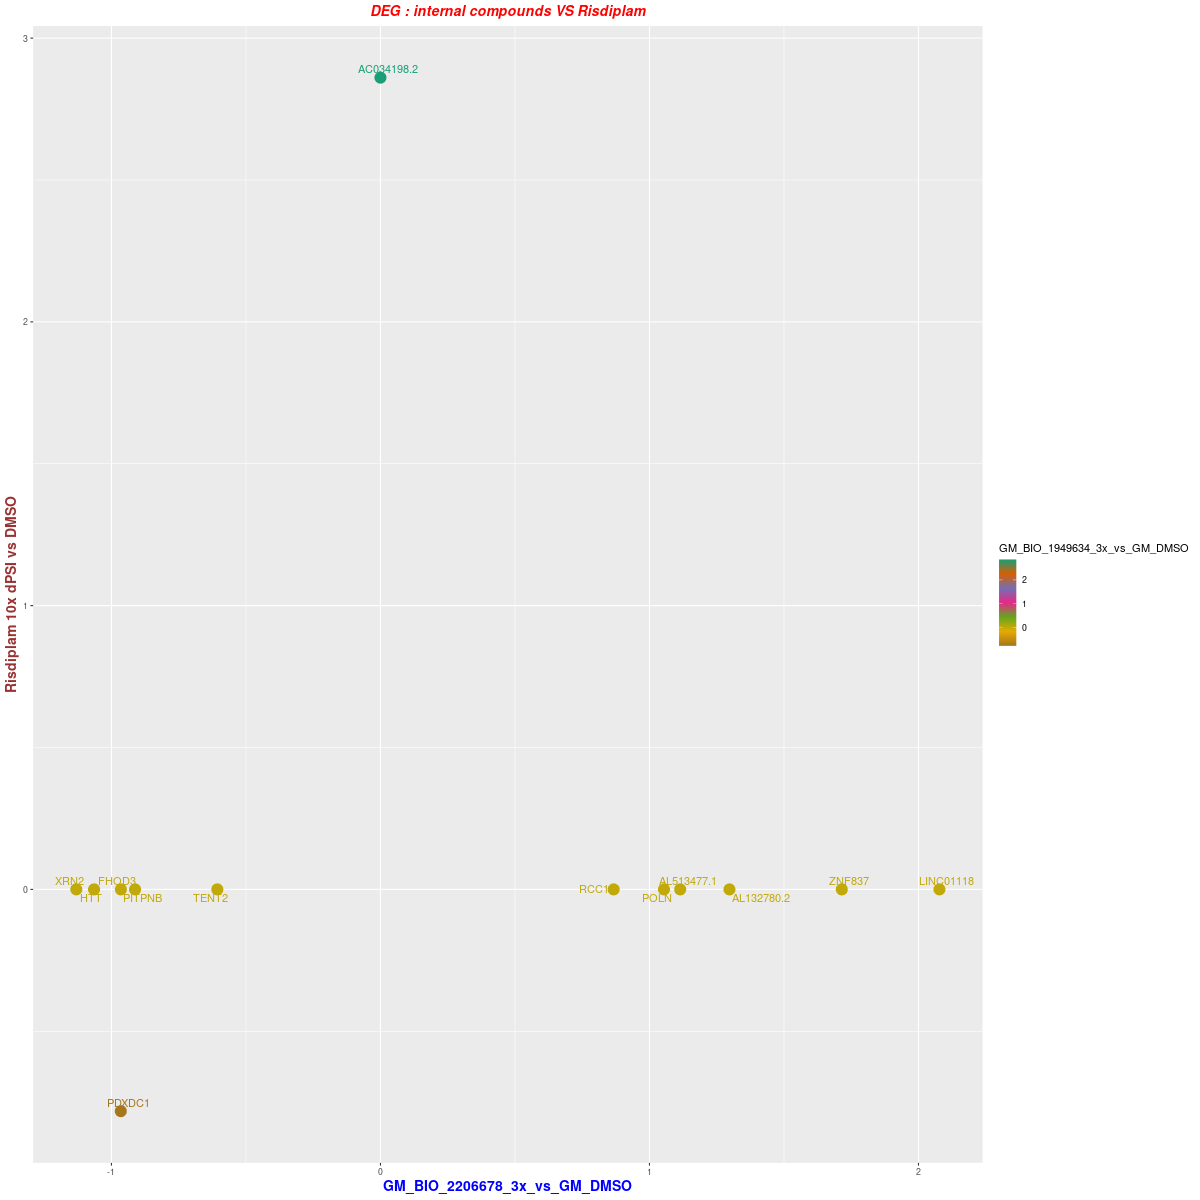 DEG : internal compounds VS Risdiplam
3
AC034198.2
2
Risdiplam 10x dPSI vs DMSO
GM_BIO_1949634_3x_vs_GM_DMSO
2
1
0
1
XRN2
FHOD3
AL513477.1
ZNF837
LINC01118
0
RCC1
HTT
PITPNB
TENT2
POLN
AL132780.2
PDXDC1
-1
0
1
2
GM_BIO_2206678_3x_vs_GM_DMSO